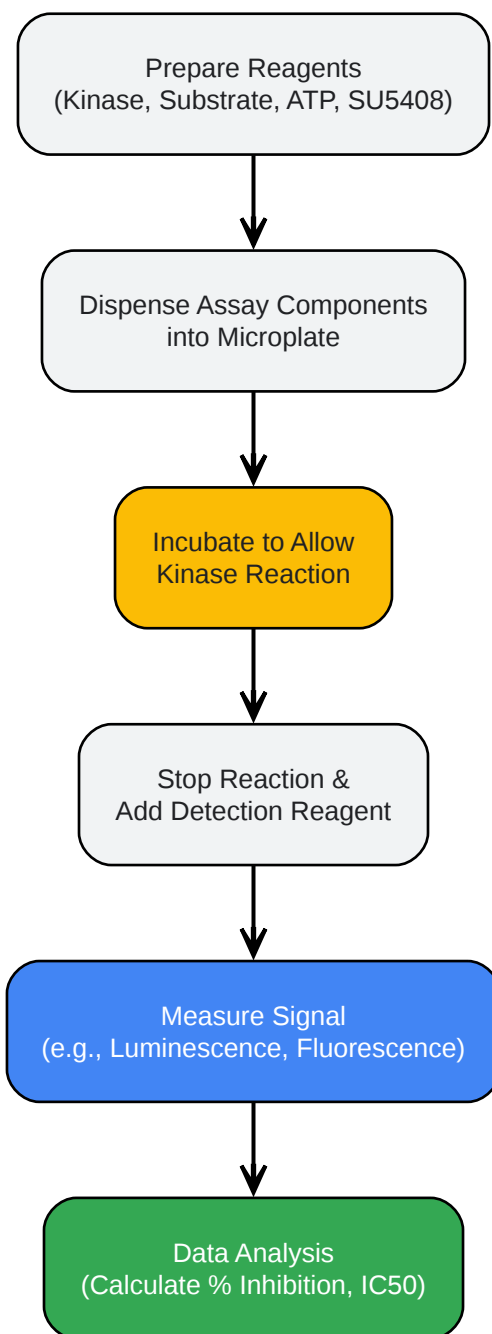 Prepare Reagents
(Kinase, Substrate, ATP, SU5408)
Dispense Assay Components
into Microplate
Incubate to Allow
Kinase Reaction
Stop Reaction &
Add Detection Reagent
Measure Signal
(e.g., Luminescence, Fluorescence)
Data Analysis
(Calculate % Inhibition, IC50)